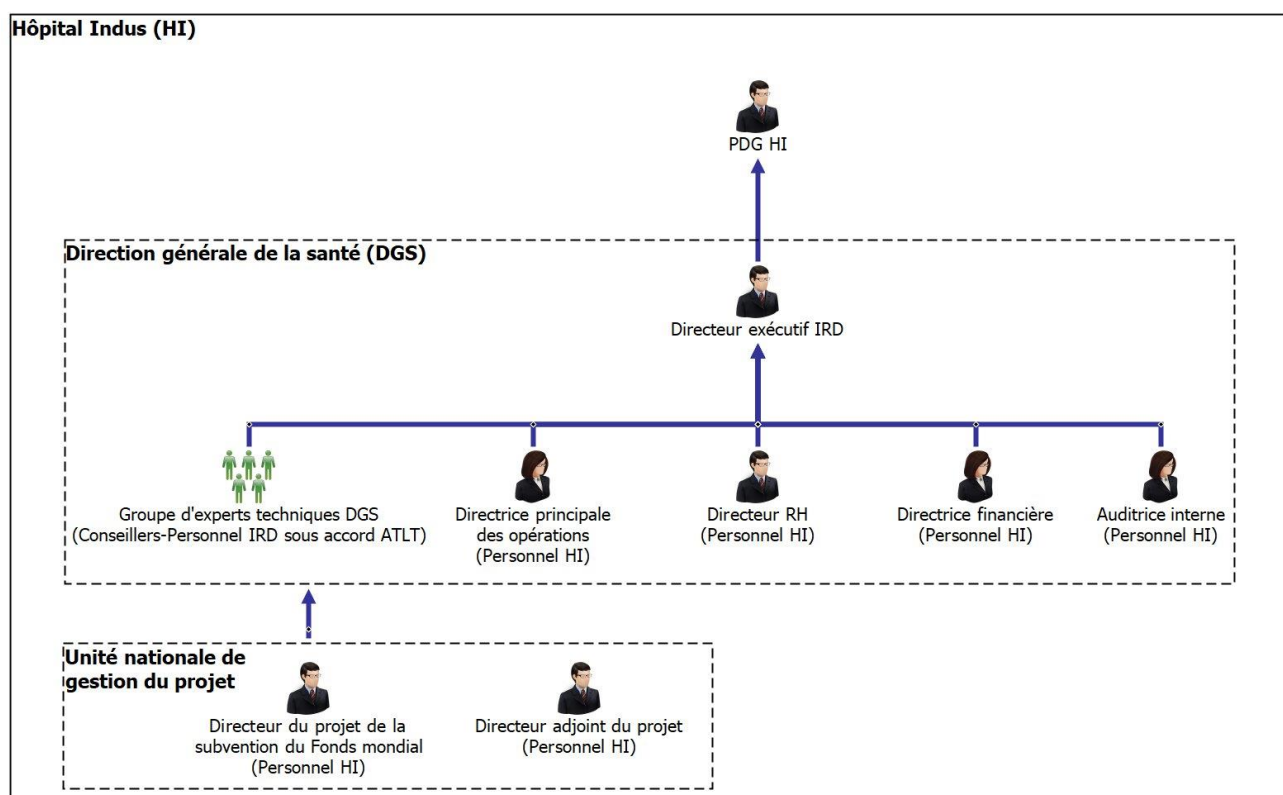 Hôpital Indus (HI)
PDG HI
Direction générale de la santé (DGS)
Directeur exécutif IRD
Groupe d'experts techniques DGS
(Conseillers-Personnel IRD sous accord ATLT)
Directrice principale
des opérations
(Personnel HI)
Directeur RH
(Personnel HI)
Directrice financière
(Personnel HI)
Auditrice interne
(Personnel HI)
Unité nationale de
gestion du projet
Directeur du projet de la
subvention du Fonds mondial
(Personnel HI)
Directeur adjoint du projet
(Personnel HI)